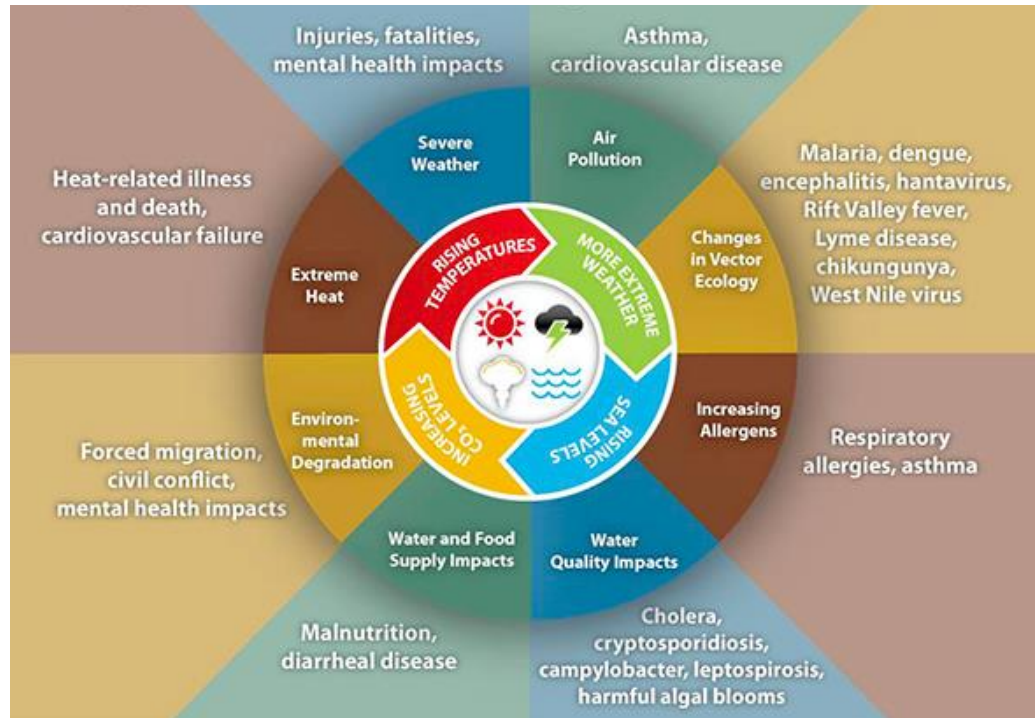 Injuries, fatalities,
mental health impacts
Asthma,
cardiovascular disease
Severe
Weather
Air
Pollution
Heat-related illness
and death,
cardiovascular failure
Malaria, dengue,
encephalitis, hantavirus,
Rift Valley fever,
Lyme disease,
chikungunya,
West Nile virus
Extreme
Heat
RISING
TEMPERATURES
MORE EXTREME
WEATHER
Changes
in Vector
Ecology
INCREASING
CO₂ LEVELS
RISING
SEA LEVELS
Environ-
mental
Degradation
Increasing
Allergens
Forced migration,
civil conflict,
mental health impacts
Respiratory
allergies, asthma
Water and Food
Supply Impacts
Water
Quality Impacts
Malnutrition,
diarrheal disease
Cholera,
cryptosporidiosis,
campylobacter, leptospirosis,
harmful algal blooms